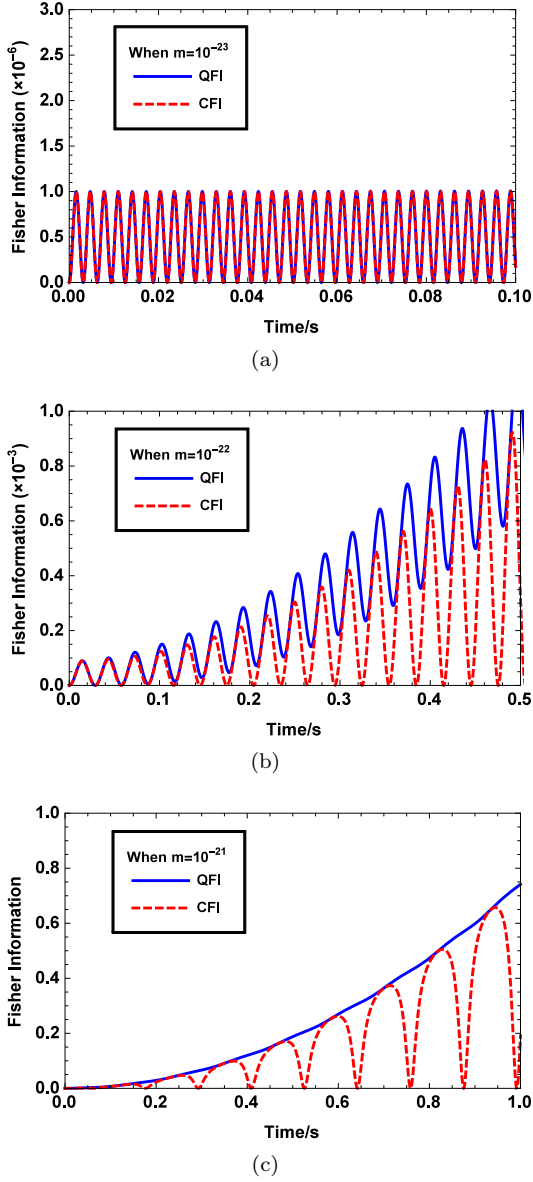 Fisher Information (×10⁻⁶)
3.0
2.5
2.0
1.5
1.0
0.5
0.0
When m=10⁻²³
QFI
CFI
0.00 0.02 0.04 0.06 0.08 0.10
Time/s
(a)
Fisher Information (×10⁻³)
1.0
0.8
0.6
0.4
0.2
0.0
When m=10⁻²²
QFI
CFI
0.0 0.1 0.2 0.3 0.4 0.5
Time/s
(b)
Fisher Information
1.0
0.8
0.6
0.4
0.2
0.0
When m=10⁻²¹
QFI
CFI
0.0 0.2 0.4 0.6 0.8 1.0
Time/s
(c)